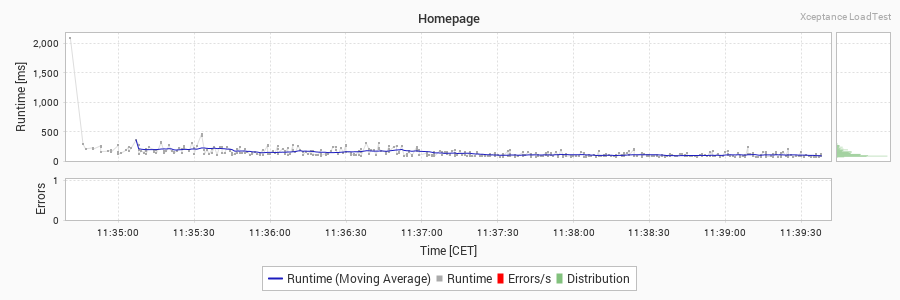 Homepage
Xceptance LoadTest
Runtime [ms]
2,000
1,500
1,000
500
0
Errors
1
0
11:35:00 11:35:30 11:36:00 11:36:30 11:37:00 11:37:30 11:38:00 11:38:30 11:39:00 11:39:30
Time [CET]
Runtime (Moving Average) Runtime Errors/s Distribution